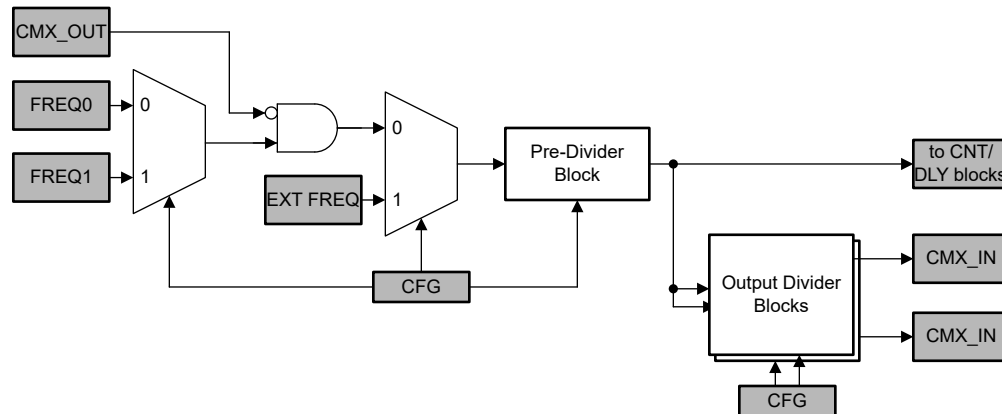 CMX_OUT
FREQ0
FREQ1
0
1
EXT FREQ
0
1
Pre-Divider
Block
to CNT/
DLY blocks
CFG
Output Divider
Blocks
CMX_IN
CMX_IN
CFG